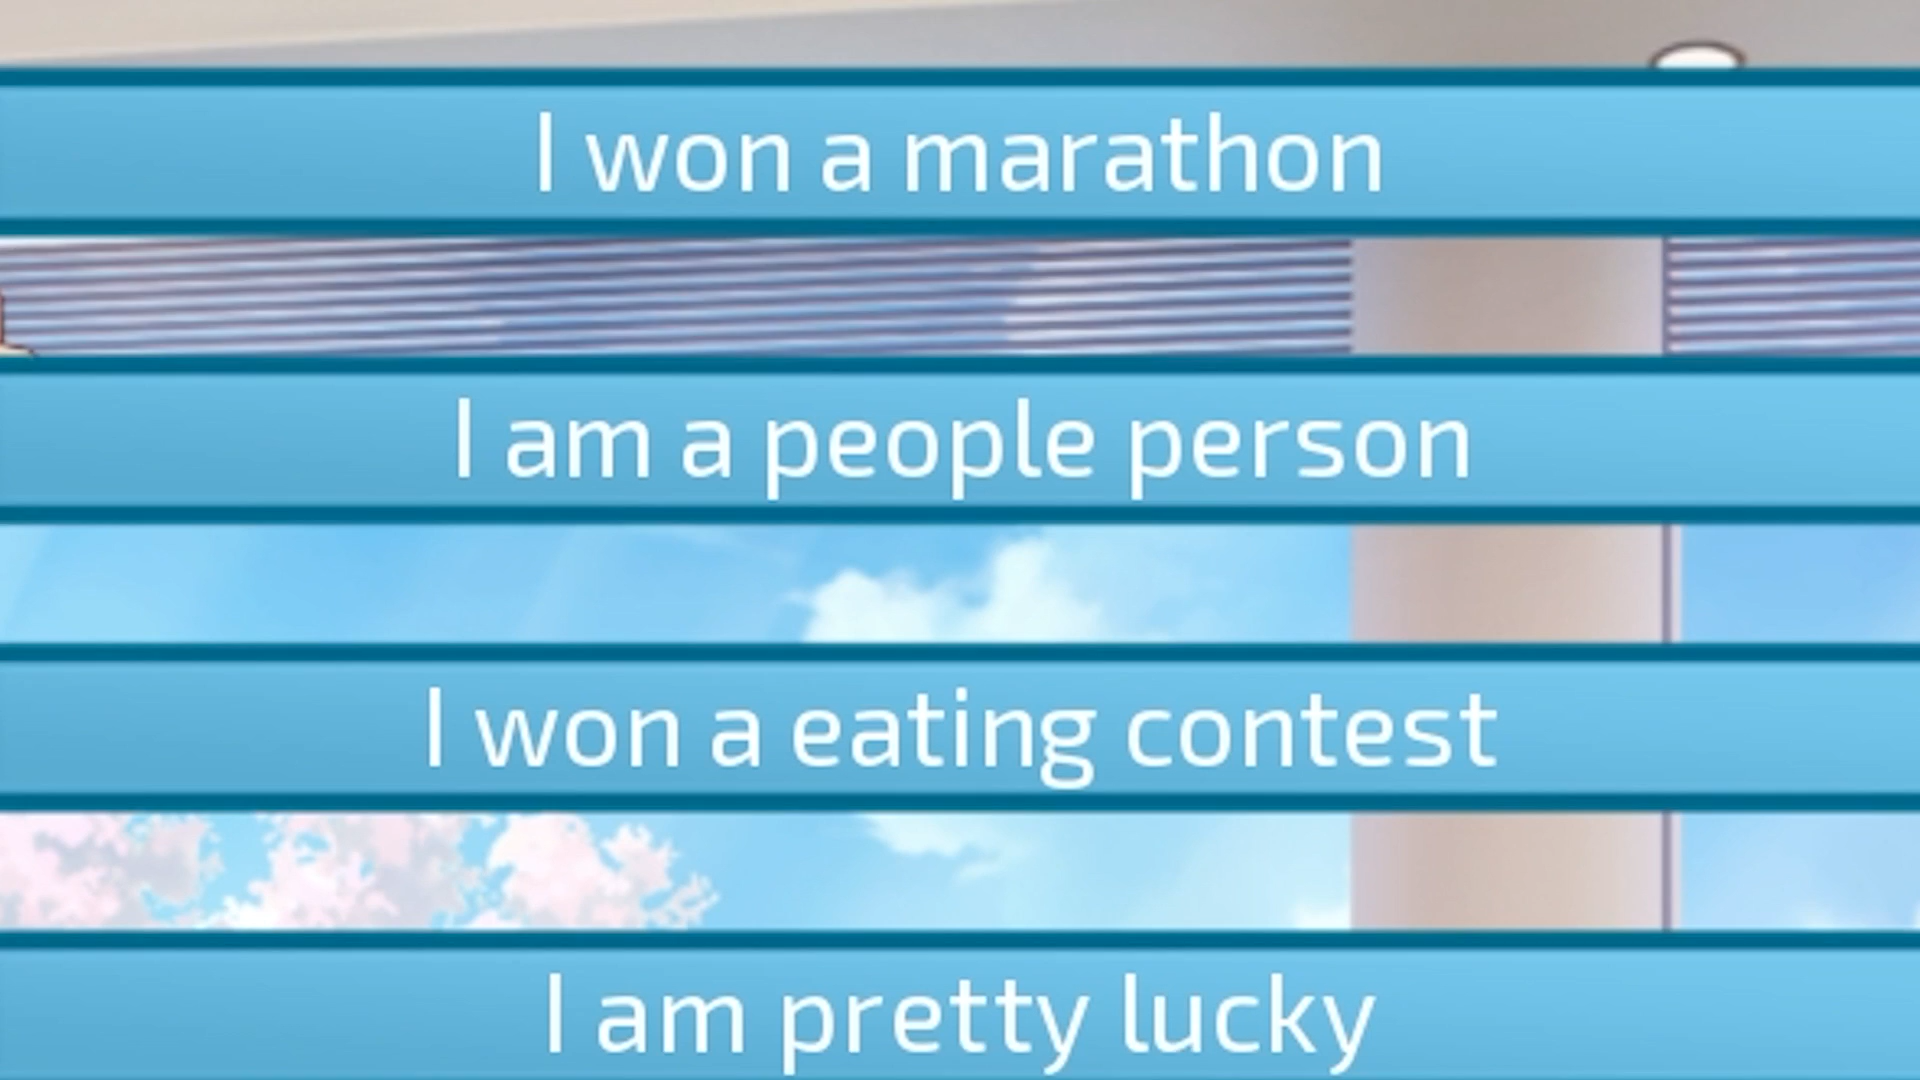 I won a marathon
I am a people person
I won a eating contest
I am pretty lucky